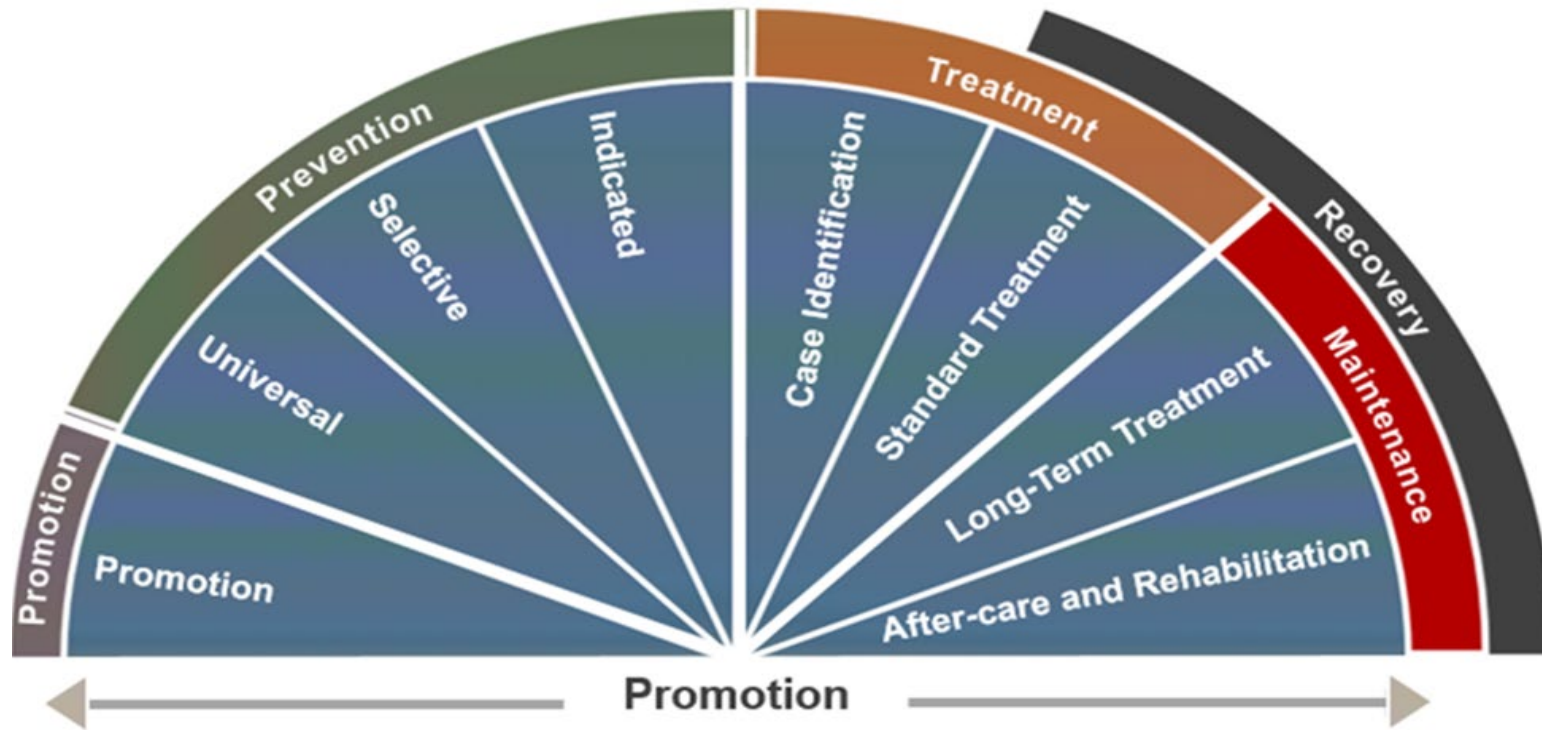 Promotion
Prevention
Treatment
Recovery
Maintenance
Promotion
Universal
Selective
Indicated
Case Identification
Standard Treatment
Long-Term Treatment
After-care and Rehabilitation
Promotion